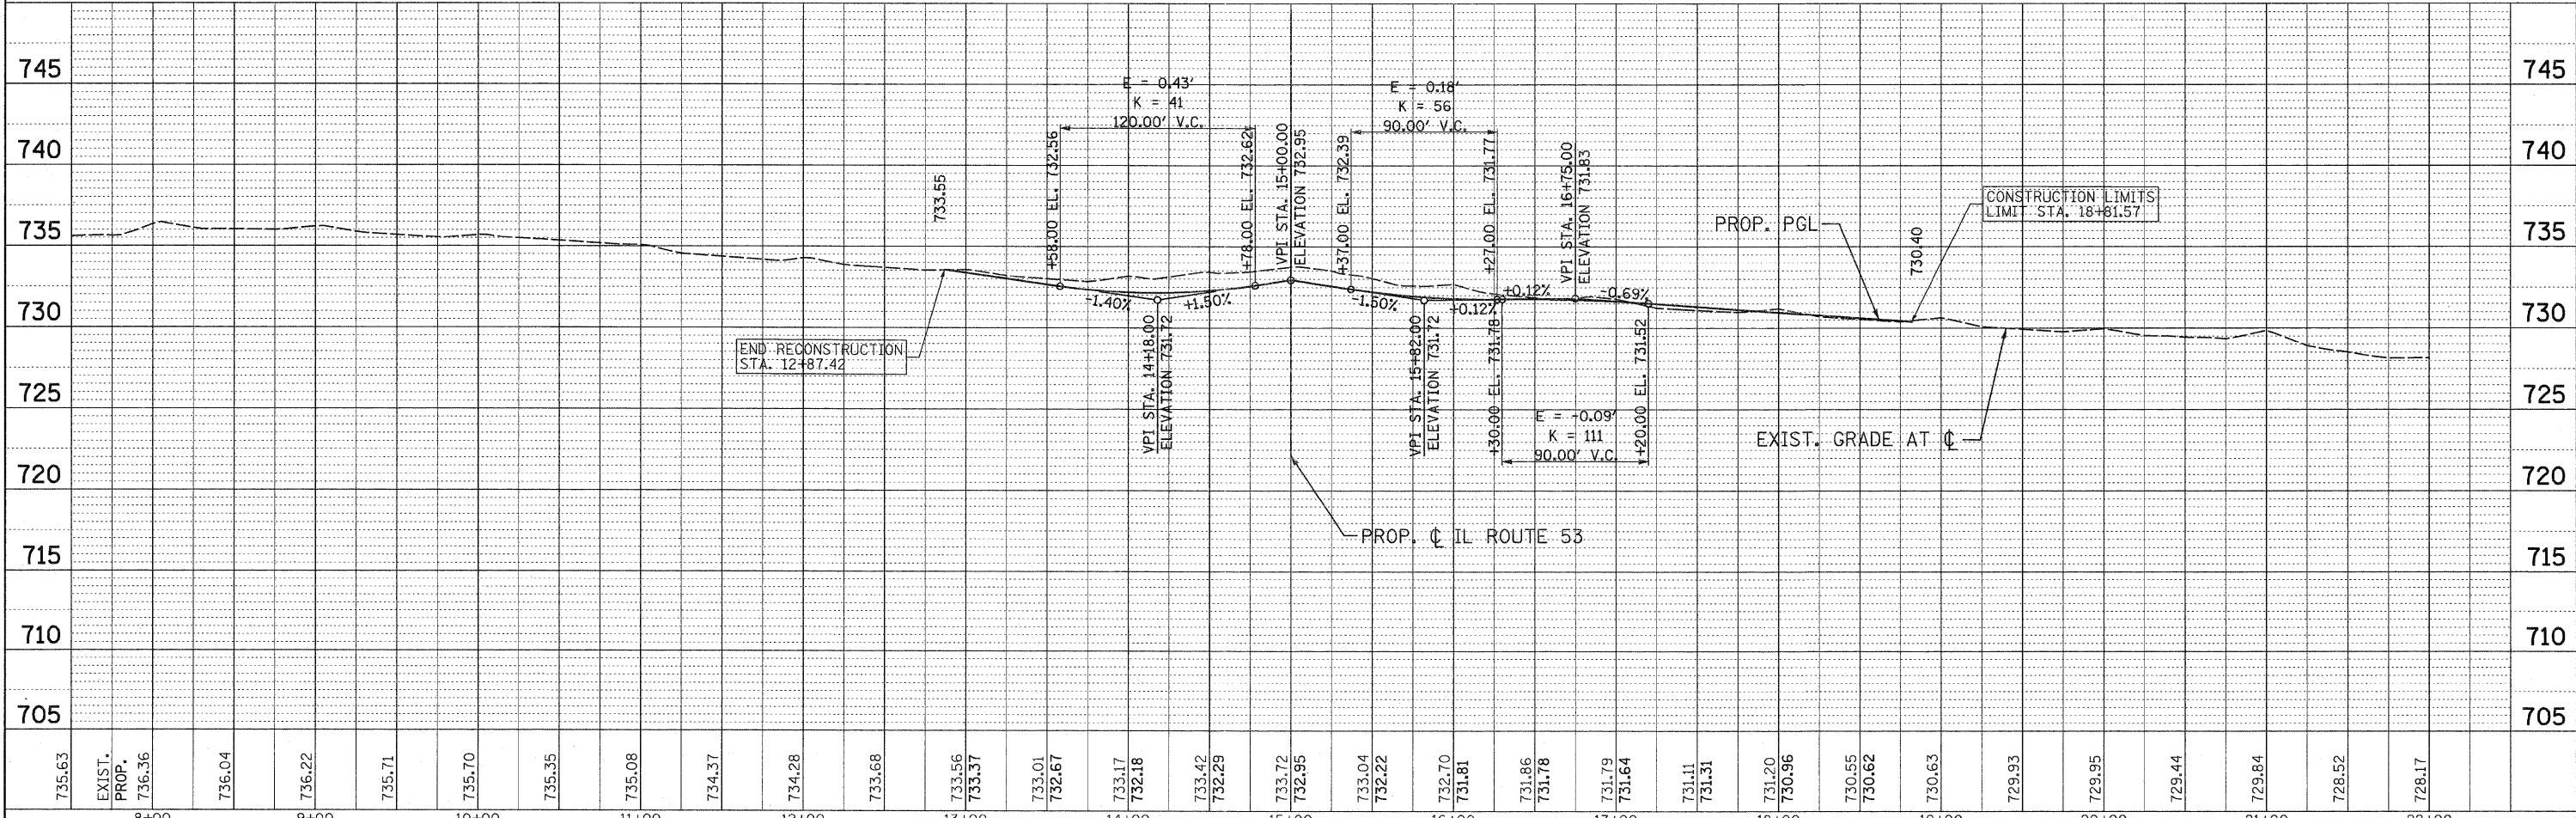 745
745
740
740
735
735
730
730
725
725
720
720
715
715
710
710
705
705
E = 0.43'
K = 41
120.00' V.C.
E = 0.18'
K = 56
90.00' V.C.
733.55
+58.00 EL. 732.56
+78.00 EL. 732.62
VPI STA. 15+00.00
ELEVATION 732.95
+37.00 EL. 732.39
+27.00 EL. 731.77
VPI STA. 16+75.00
ELEVATION 731.83
PROP. PGL
730.40
CONSTRUCTION LIMITS
LIMIT STA. 18+81.57
-1.40%
+1.50%
-1.50%
+0.12%
+0.12%
-0.69%
END RECONSTRUCTION
STA. 12+87.42
VPI STA. 14+18.00
ELEVATION 731.72
VPI STA. 15+82.00
ELEVATION 731.72
+30.00 EL. 731.78
+20.00 EL. 731.52
E = -0.09'
K = 111
90.00' V.C.
EXIST. GRADE AT ℄
PROP. ℄ IL ROUTE 53
735.63
EXIST.
PROP.
736.36
736.04
736.22
735.71
735.70
735.35
735.08
734.37
734.28
733.68
733.56
733.37
733.01
732.67
733.17
732.18
733.42
732.29
733.72
732.95
733.04
732.22
732.70
731.81
731.86
731.78
731.79
731.64
731.11
731.31
731.20
730.96
730.55
730.62
730.63
729.93
729.95
729.44
729.84
728.52
728.17